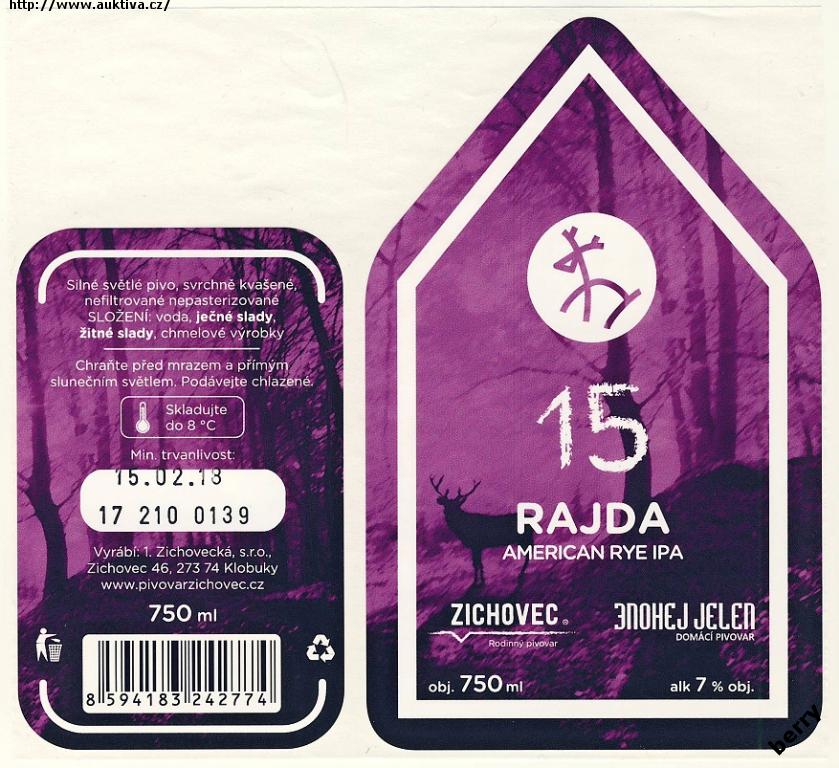 http://www.auktiva.cz/
Silné světlé pivo, svrchně kvašené,
nefiltrované nepasterizované
SLOŽENÍ: voda, ječné slady,
žitné slady, chmelové výrobky
Chraňte před mrazem a přímým
slunečním světlem. Podávejte chlazené.
Skladujte
do 8 °C
Min. trvanlivost:
15.02.18
17 210 0139
Vyrábí: 1. Zichovecká, s.r.o.,
Zichovec 46, 273 74 Klobuky
www.pivovarzichovec.cz
750 ml
8 594183 242774
15
RAJDA
AMERICAN RYE IPA
ZICHOVEC®
Rodinný pivovar
3NOHEJ JELEN
DOMÁCÍ PIVOVAR
obj. 750 ml
alk 7 % obj.
berry